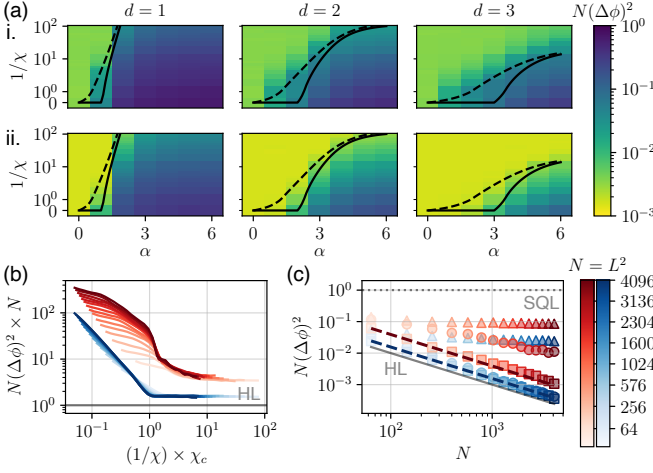 (a) d = 1 d = 2 d = 3 N(Δϕ)²
i.
1/χ
10²
10¹
10⁰
0
10⁰
10⁻¹
10⁻²
10⁻³
ii.
1/χ
10²
10¹
10⁰
0
0 3 6 0 3 6 0 3 6
α α α
(b) (c) N = L²
N(Δϕ)² × N
10²
10¹
10⁰
HL
10⁻¹ 10⁰ 10¹ 10²
(1/χ) × χc
N(Δϕ)²
10⁰
10⁻¹
10⁻²
10⁻³
SQL
HL
10² 10³
N
4096
3136
2304
1600
1024
576
256
64